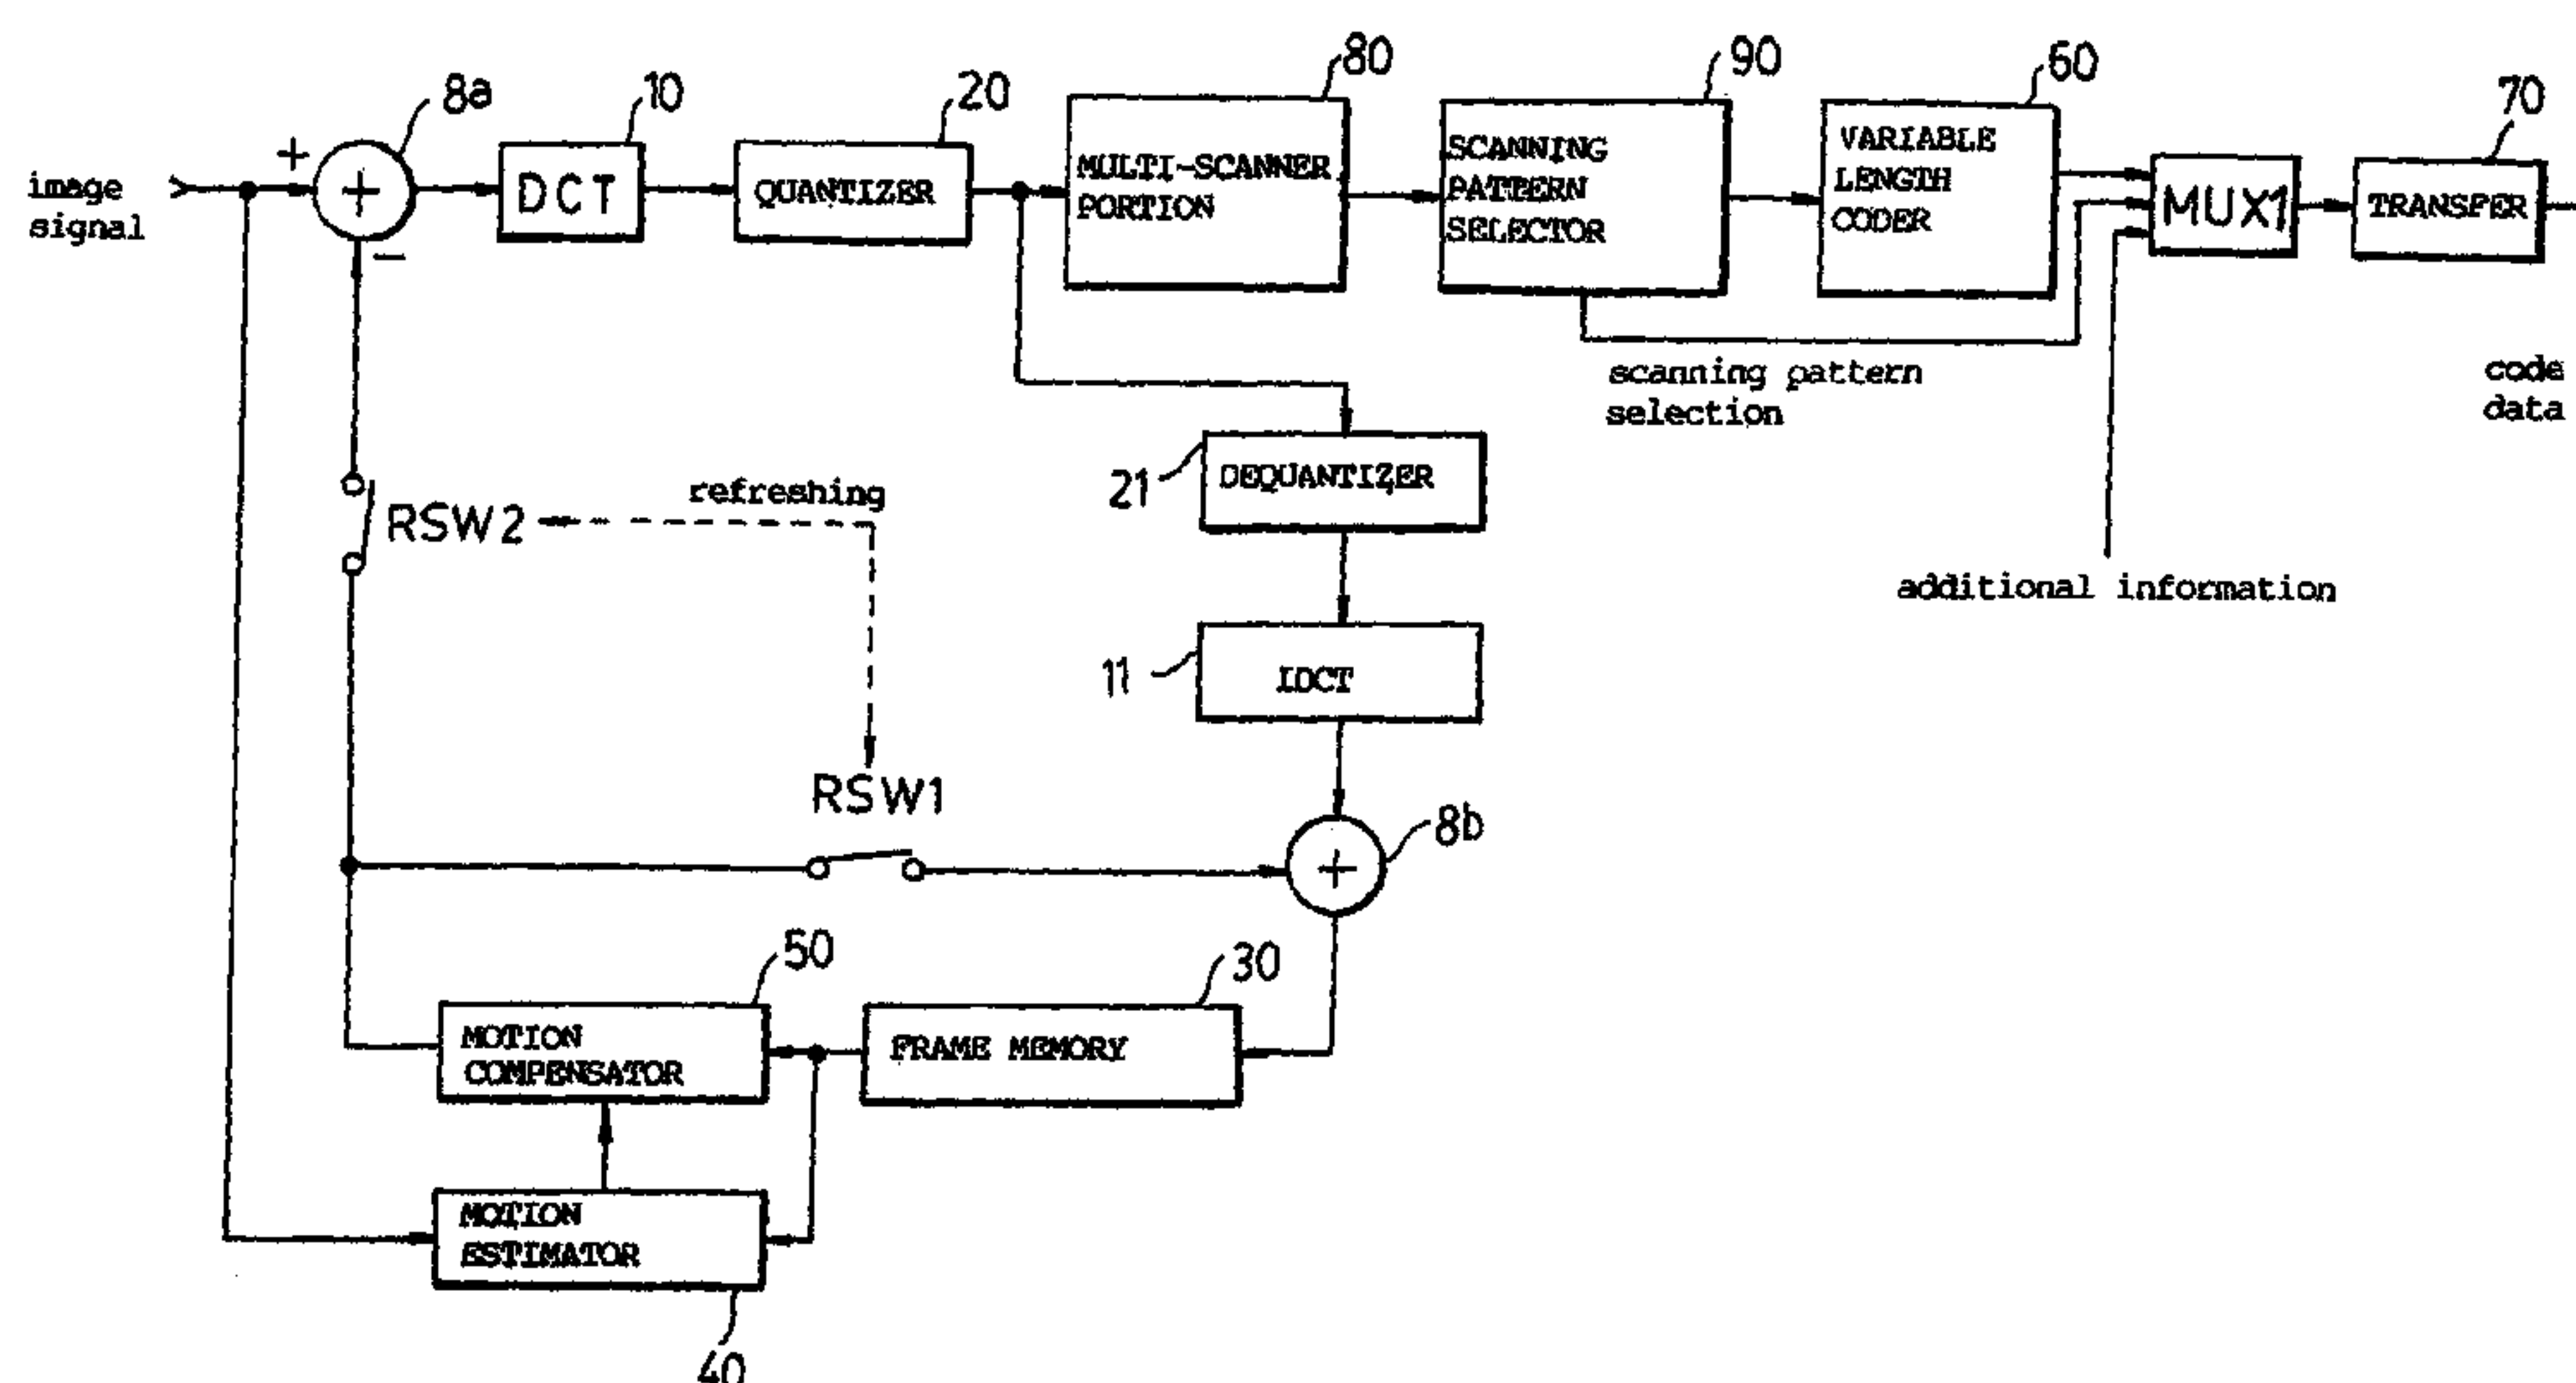 8a
10
20
80
90
60
70
image
signal
+
+
−
DCT
QUANTIZER
MULTI-SCANNER
PORTION
SCANNING
PATTERN
SELECTOR
VARIABLE
LENGTH
CODER
MUX1
TRANSFER
scanning pattern
selection
code
data
additional information
21
DEQUANTIZER
RSW2
refreshing
11
IDCT
RSW1
8b
+
50
30
MOTION
COMPENSATOR
FRAME MEMORY
MOTION
ESTIMATOR
40